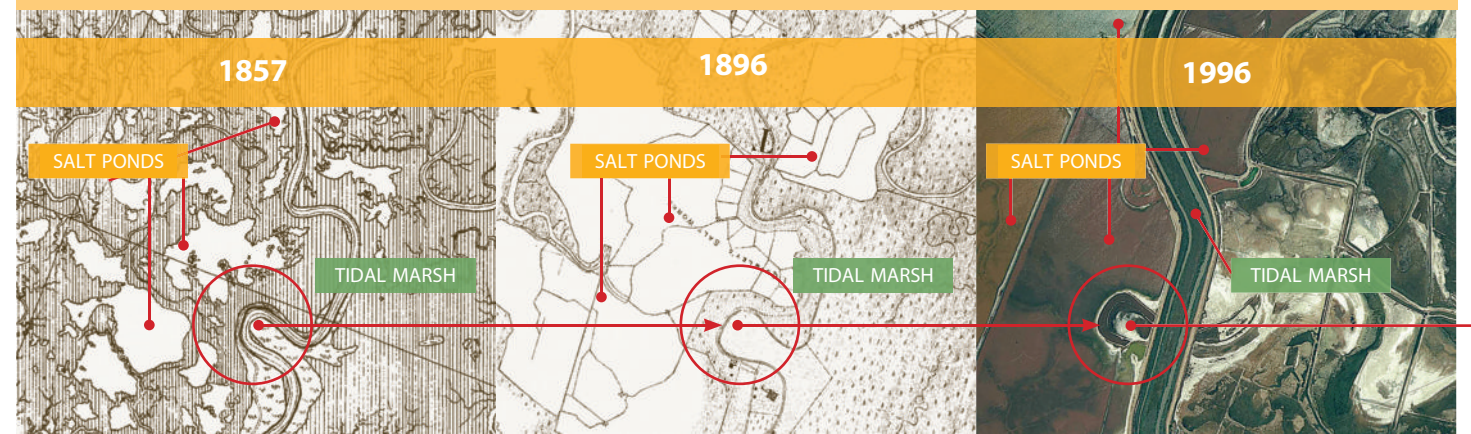 1857
1896
1996
SALT PONDS
SALT PONDS
SALT PONDS
TIDAL MARSH
TIDAL MARSH
TIDAL MARSH
L